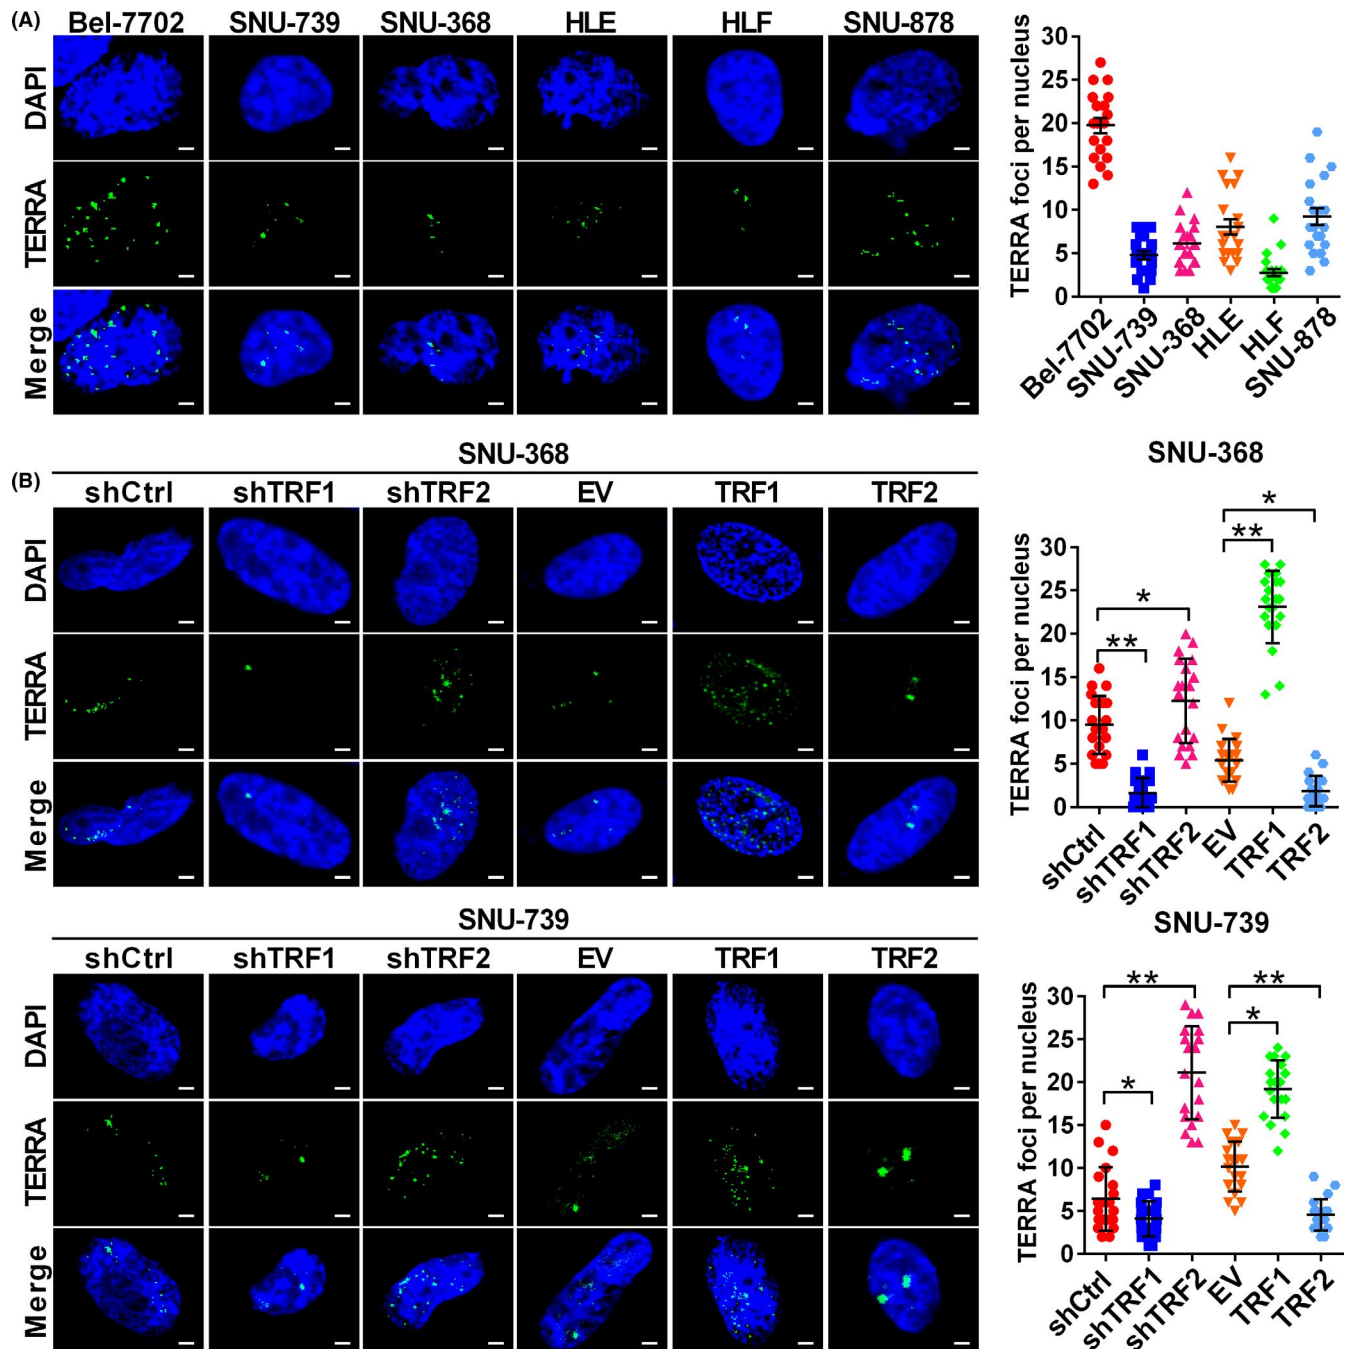 (A)
Bel-7702 SNU-739 SNU-368 HLE HLF SNU-878
DAPI
TERRA
Merge
TERRA foci per nucleus
30
25
20
15
10
5
0
Bel-7702 SNU-739 SNU-368 HLE HLF SNU-878
(B)
SNU-368
shCtrl shTRF1 shTRF2 EV TRF1 TRF2
DAPI
TERRA
Merge
SNU-368
TERRA foci per nucleus
30
25
20
15
10
5
0
** * ** *
shCtrl shTRF1 shTRF2 EV TRF1 TRF2
SNU-739
shCtrl shTRF1 shTRF2 EV TRF1 TRF2
DAPI
TERRA
Merge
SNU-739
TERRA foci per nucleus
30
25
20
15
10
5
0
* ** * **
shCtrl shTRF1 shTRF2 EV TRF1 TRF2